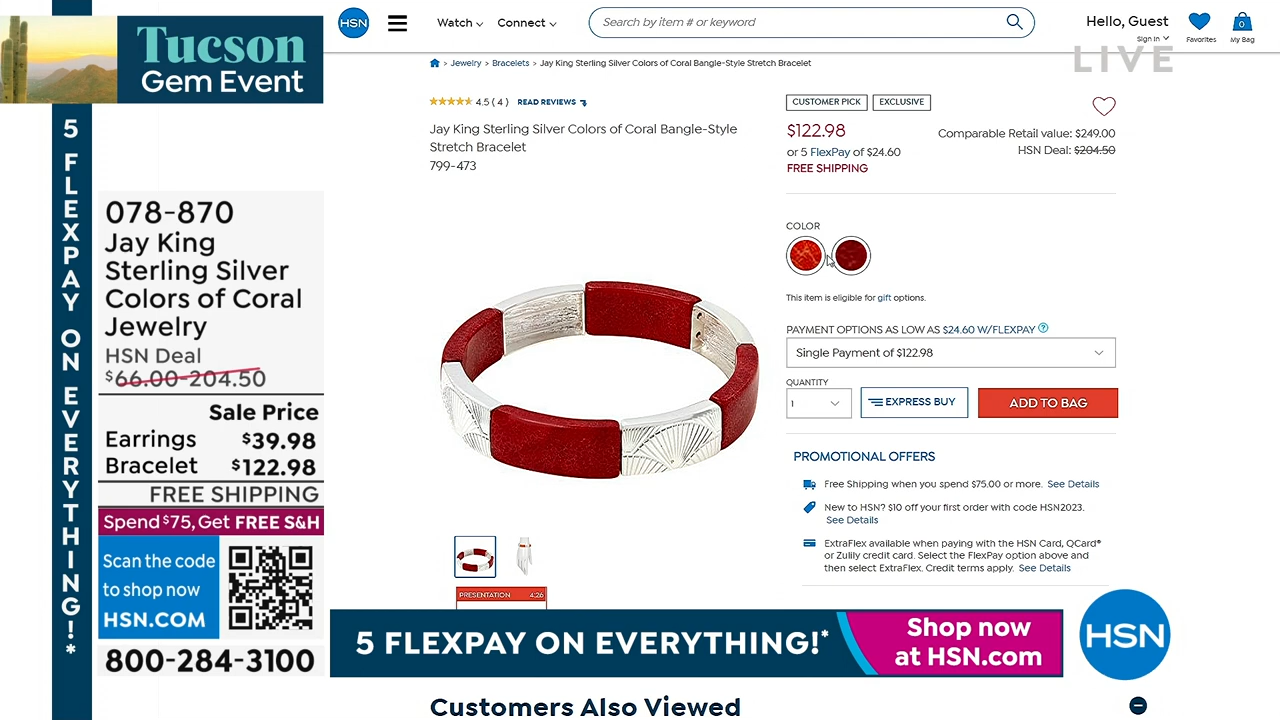 Tucson
Gem Event
5 FLEXPAY ON EVERYTHING!*
078-870
Jay King
Sterling Silver
Colors of Coral
Jewelry
HSN Deal
$66.00-204.50
Sale Price
Earrings $39.98
Bracelet $122.98
FREE SHIPPING
Spend $75, Get FREE S&H
Scan the code
to shop now
HSN.COM
800-284-3100
HSN
Watch
Connect
Search by item # or keyword
Hello, Guest
Sign In
Favorites
0
My Bag
LIVE
> Jewelry > Bracelets > Jay King Sterling Silver Colors of Coral Bangle-Style Stretch Bracelet
4.5 ( 4 ) READ REVIEWS
Jay King Sterling Silver Colors of Coral Bangle-Style
Stretch Bracelet
799-473
CUSTOMER PICK EXCLUSIVE
$122.98
or 5 FlexPay of $24.60
FREE SHIPPING
Comparable Retail value: $249.00
HSN Deal: $204.50
COLOR
This item is eligible for gift options.
PAYMENT OPTIONS AS LOW AS $24.60 W/FLEXPAY ?
Single Payment of $122.98
QUANTITY
1
EXPRESS BUY
ADD TO BAG
PROMOTIONAL OFFERS
Free Shipping when you spend $75.00 or more. See Details
New to HSN? $10 off your first order with code HSN2023.
See Details
ExtraFlex available when paying with the HSN Card, QCard®
or Zulily credit card. Select the FlexPay option above and
then select ExtraFlex. Credit terms apply. See Details
PRESENTATION 4:26
5 FLEXPAY ON EVERYTHING!*
Shop now
at HSN.com
HSN
Customers Also Viewed